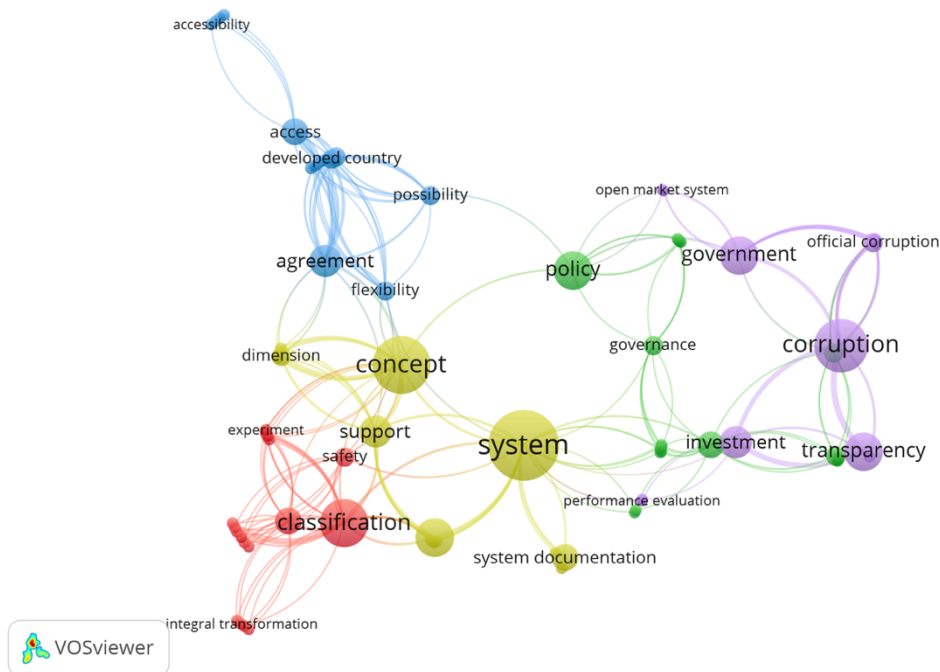 accessibility
access
developed country
possibility
open market system
official corruption
government
agreement
policy
flexibility
corruption
governance
dimension
concept
experiment
support
system
investment
transparency
safety
performance evaluation
classification
system documentation
integral transformation
VOSviewer